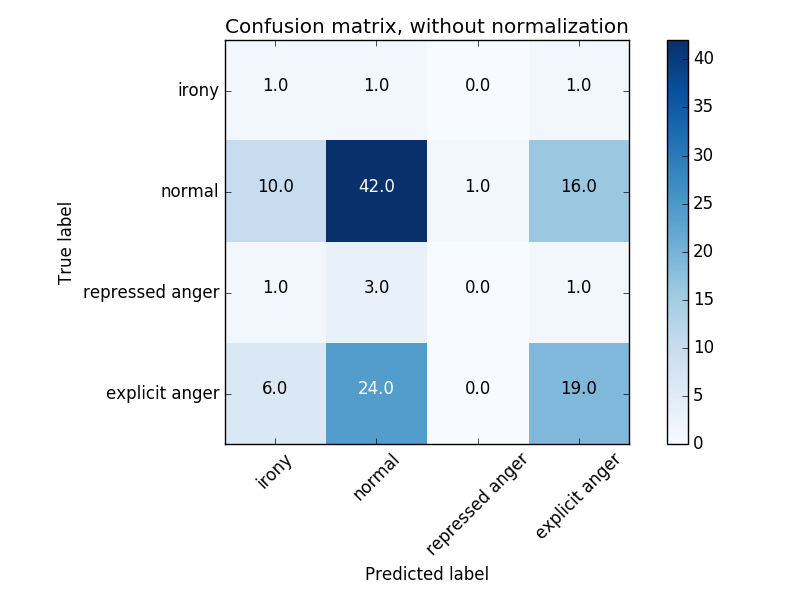 Confusion matrix, without normalization
True label
irony 1.0 1.0 0.0 1.0
normal 10.0 42.0 1.0 16.0
repressed anger 1.0 3.0 0.0 1.0
explicit anger 6.0 24.0 0.0 19.0
irony normal repressed anger explicit anger
Predicted label
40
35
30
25
20
15
10
5
0